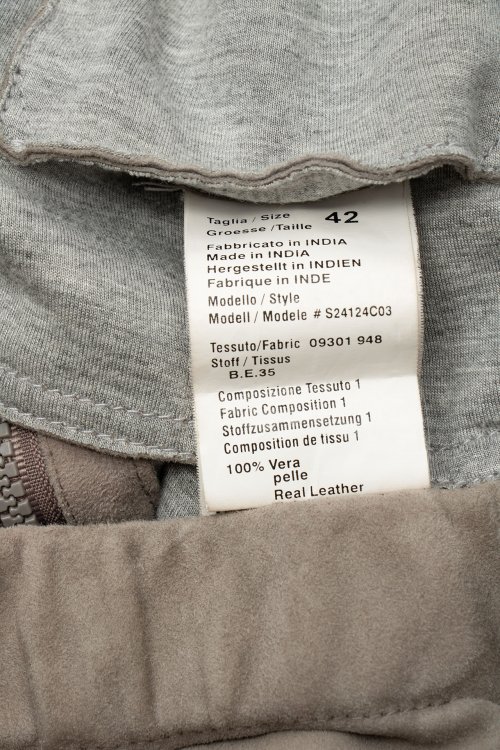 Taglia / Size 42
Groesse / Taille
Fabbricato in INDIA
Made in INDIA
Hergestellt in INDIEN
Fabrique in INDE
Modello / Style
Modell / Modele # S24124C03
Tessuto/Fabric 09301 948
Stoff / Tissus
B.E.35
Composizione Tessuto 1
Fabric Composition 1
Stoffzusammensetzung 1
Composition de tissu 1
100% Vera
pelle
Real Leather